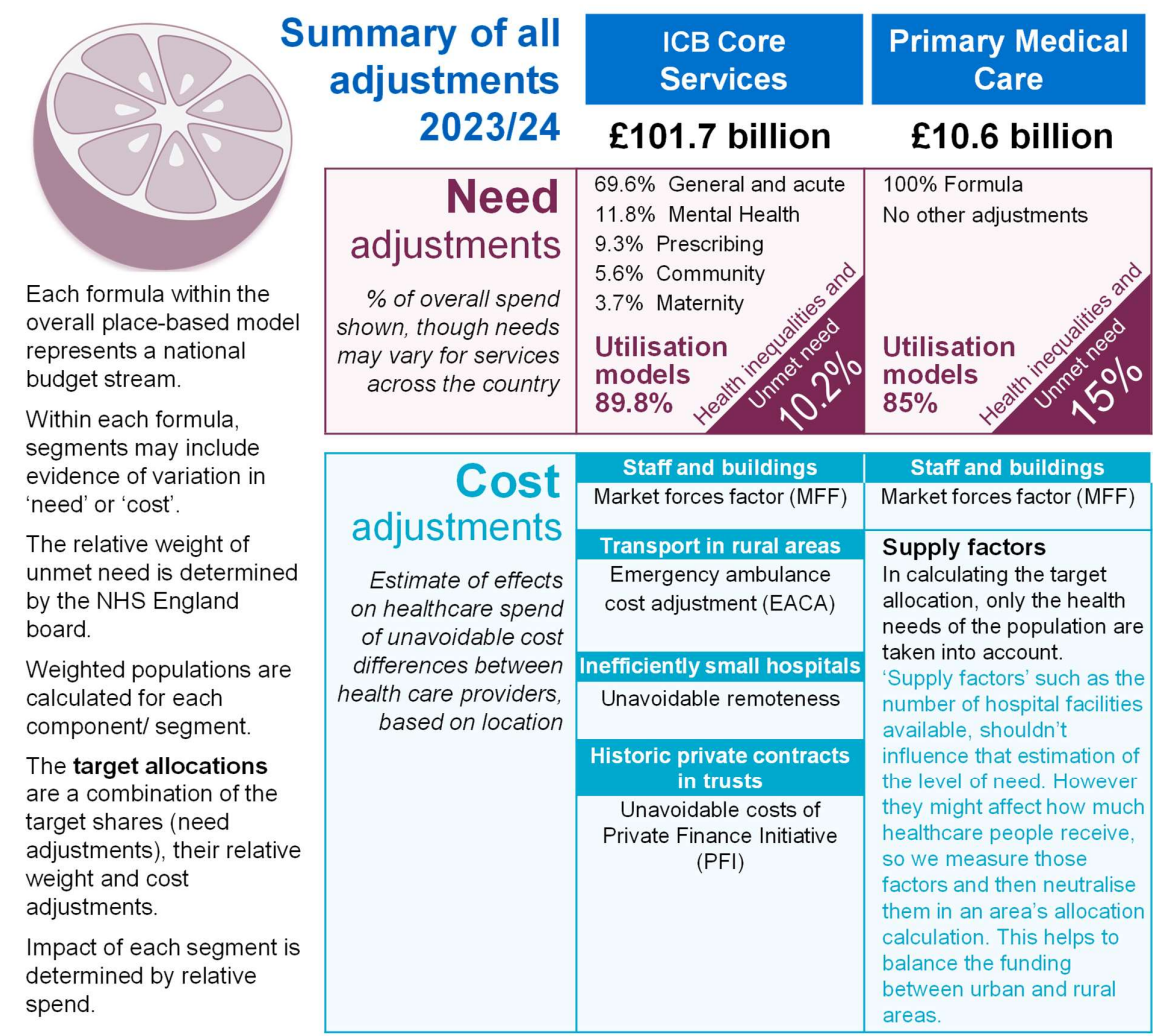 Summary of all
adjustments
2023/24
ICB Core
Services
Primary Medical
Care
£101.7 billion
£10.6 billion
Each formula within the
overall place-based model
represents a national
budget stream.
Within each formula,
segments may include
evidence of variation in
‘need’ or ‘cost’.
The relative weight of
unmet need is determined
by the NHS England
board.
Weighted populations are
calculated for each
component/ segment.
The target allocations
are a combination of the
target shares (need
adjustments), their relative
weight and cost
adjustments.
Impact of each segment is
determined by relative
spend.
Need
adjustments
% of overall spend
shown, though needs
may vary for services
across the country
69.6% General and acute
11.8% Mental Health
9.3% Prescribing
5.6% Community
3.7% Maternity
Utilisation
models
89.8%
Health inequalities and
Unmet need
10.2%
100% Formula
No other adjustments
Utilisation
models
85%
Health inequalities and
Unmet need
15%
Cost
adjustments
Estimate of effects
on healthcare spend
of unavoidable cost
differences between
health care providers,
based on location
Staff and buildings
Market forces factor (MFF)
Transport in rural areas
Emergency ambulance
cost adjustment (EACA)
Inefficiently small hospitals
Unavoidable remoteness
Historic private contracts
in trusts
Unavoidable costs of
Private Finance Initiative
(PFI)
Staff and buildings
Market forces factor (MFF)
Supply factors
In calculating the target
allocation, only the health
needs of the population are
taken into account.
‘Supply factors’ such as the
number of hospital facilities
available, shouldn’t
influence that estimation of
the level of need. However
they might affect how much
healthcare people receive,
so we measure those
factors and then neutralise
them in an area’s allocation
calculation. This helps to
balance the funding
between urban and rural
areas.